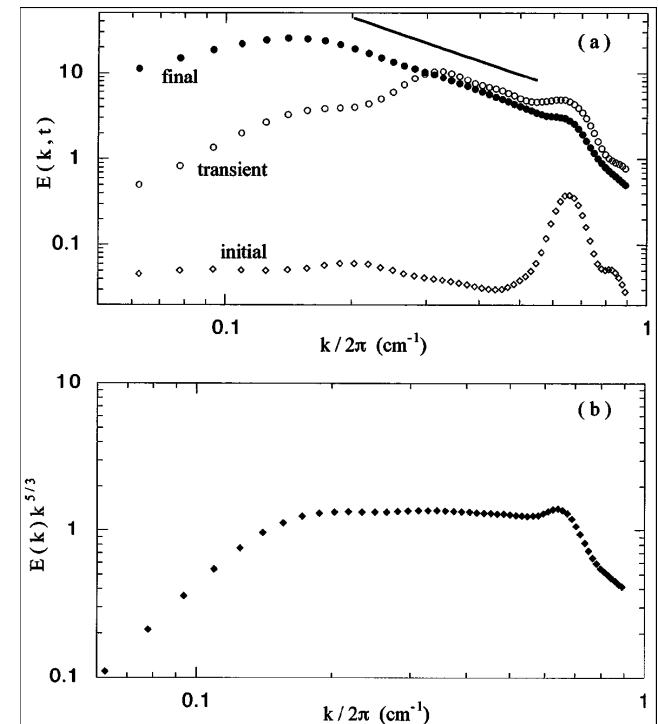 (a)
10
final
1
transient
0.1
initial
E(k,t)
0.1
1
k/2π (cm⁻¹)
10
(b)
1
E(k)k⁵/³
0.1
0.1
1
k/2π (cm⁻¹)